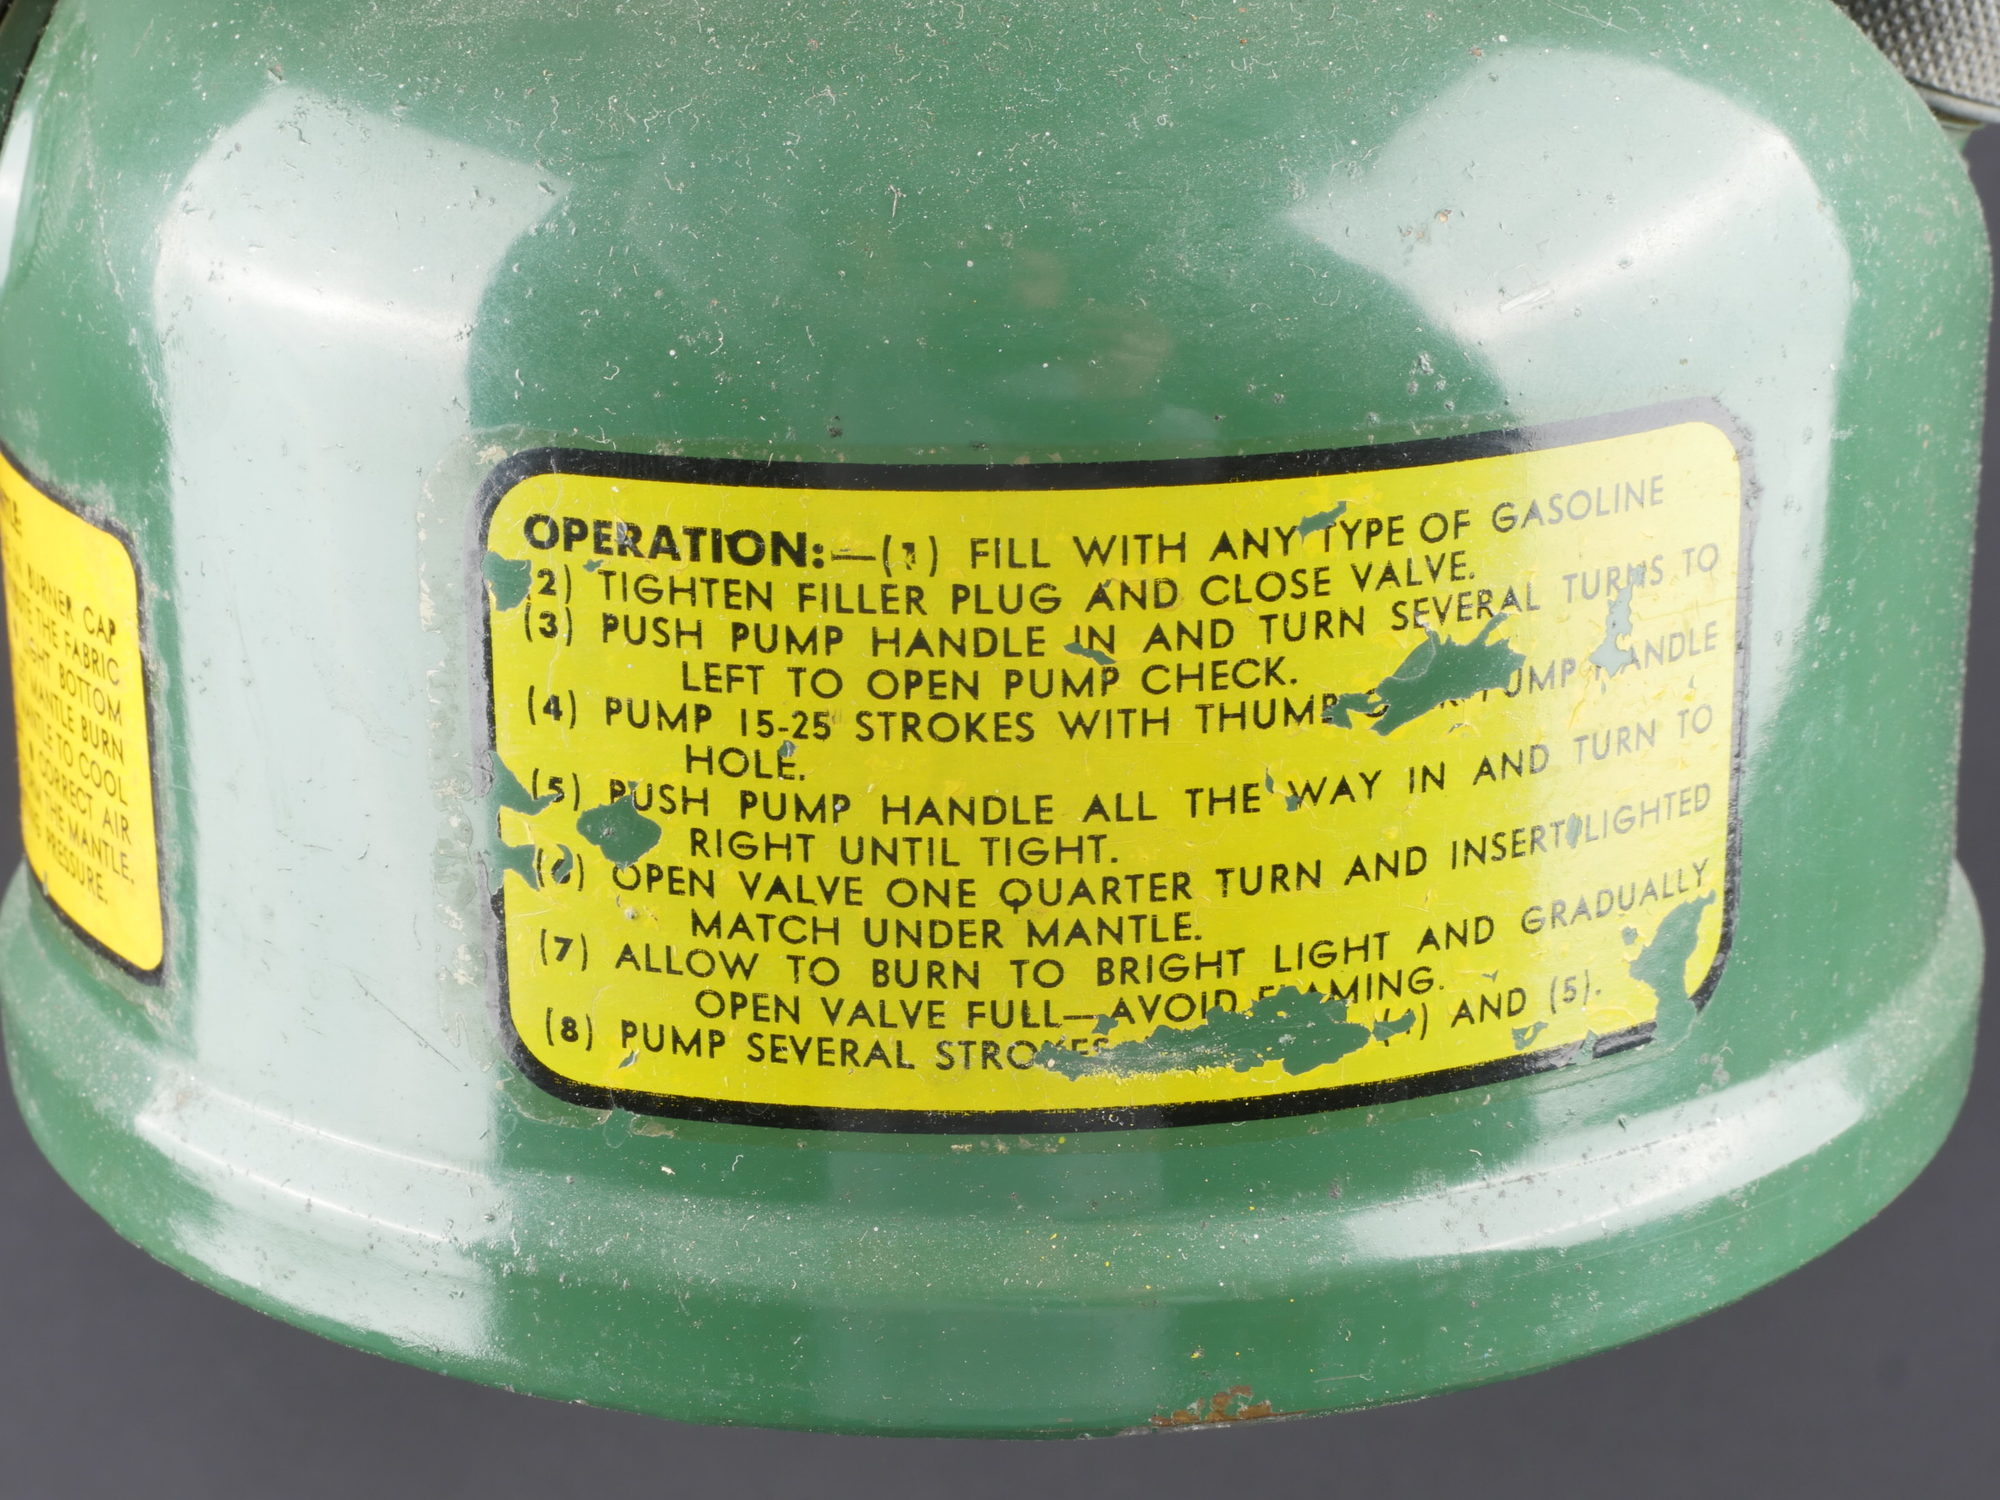 OPERATION:—(1) FILL WITH ANY TYPE OF GASOLINE
(2) TIGHTEN FILLER PLUG AND CLOSE VALVE.
(3) PUSH PUMP HANDLE IN AND TURN SEVERAL TURNS TO
LEFT TO OPEN PUMP CHECK.
(4) PUMP 15-25 STROKES WITH THUMB PUMP HANDLE
HOLE.
(5) PUSH PUMP HANDLE ALL THE WAY IN AND TURN TO
RIGHT UNTIL TIGHT.
(6) OPEN VALVE ONE QUARTER TURN AND INSERT LIGHTED
MATCH UNDER MANTLE.
(7) ALLOW TO BURN TO BRIGHT LIGHT AND GRADUALLY
OPEN VALVE FULL—AVOID FLAMING.
(8) PUMP SEVERAL STROKES AND (5).
BURNER CAP
THE FABRIC
BOTTOM
MANTLE BURN
TO COOL
CORRECT AIR
THE MANTLE.
PRESSURE.